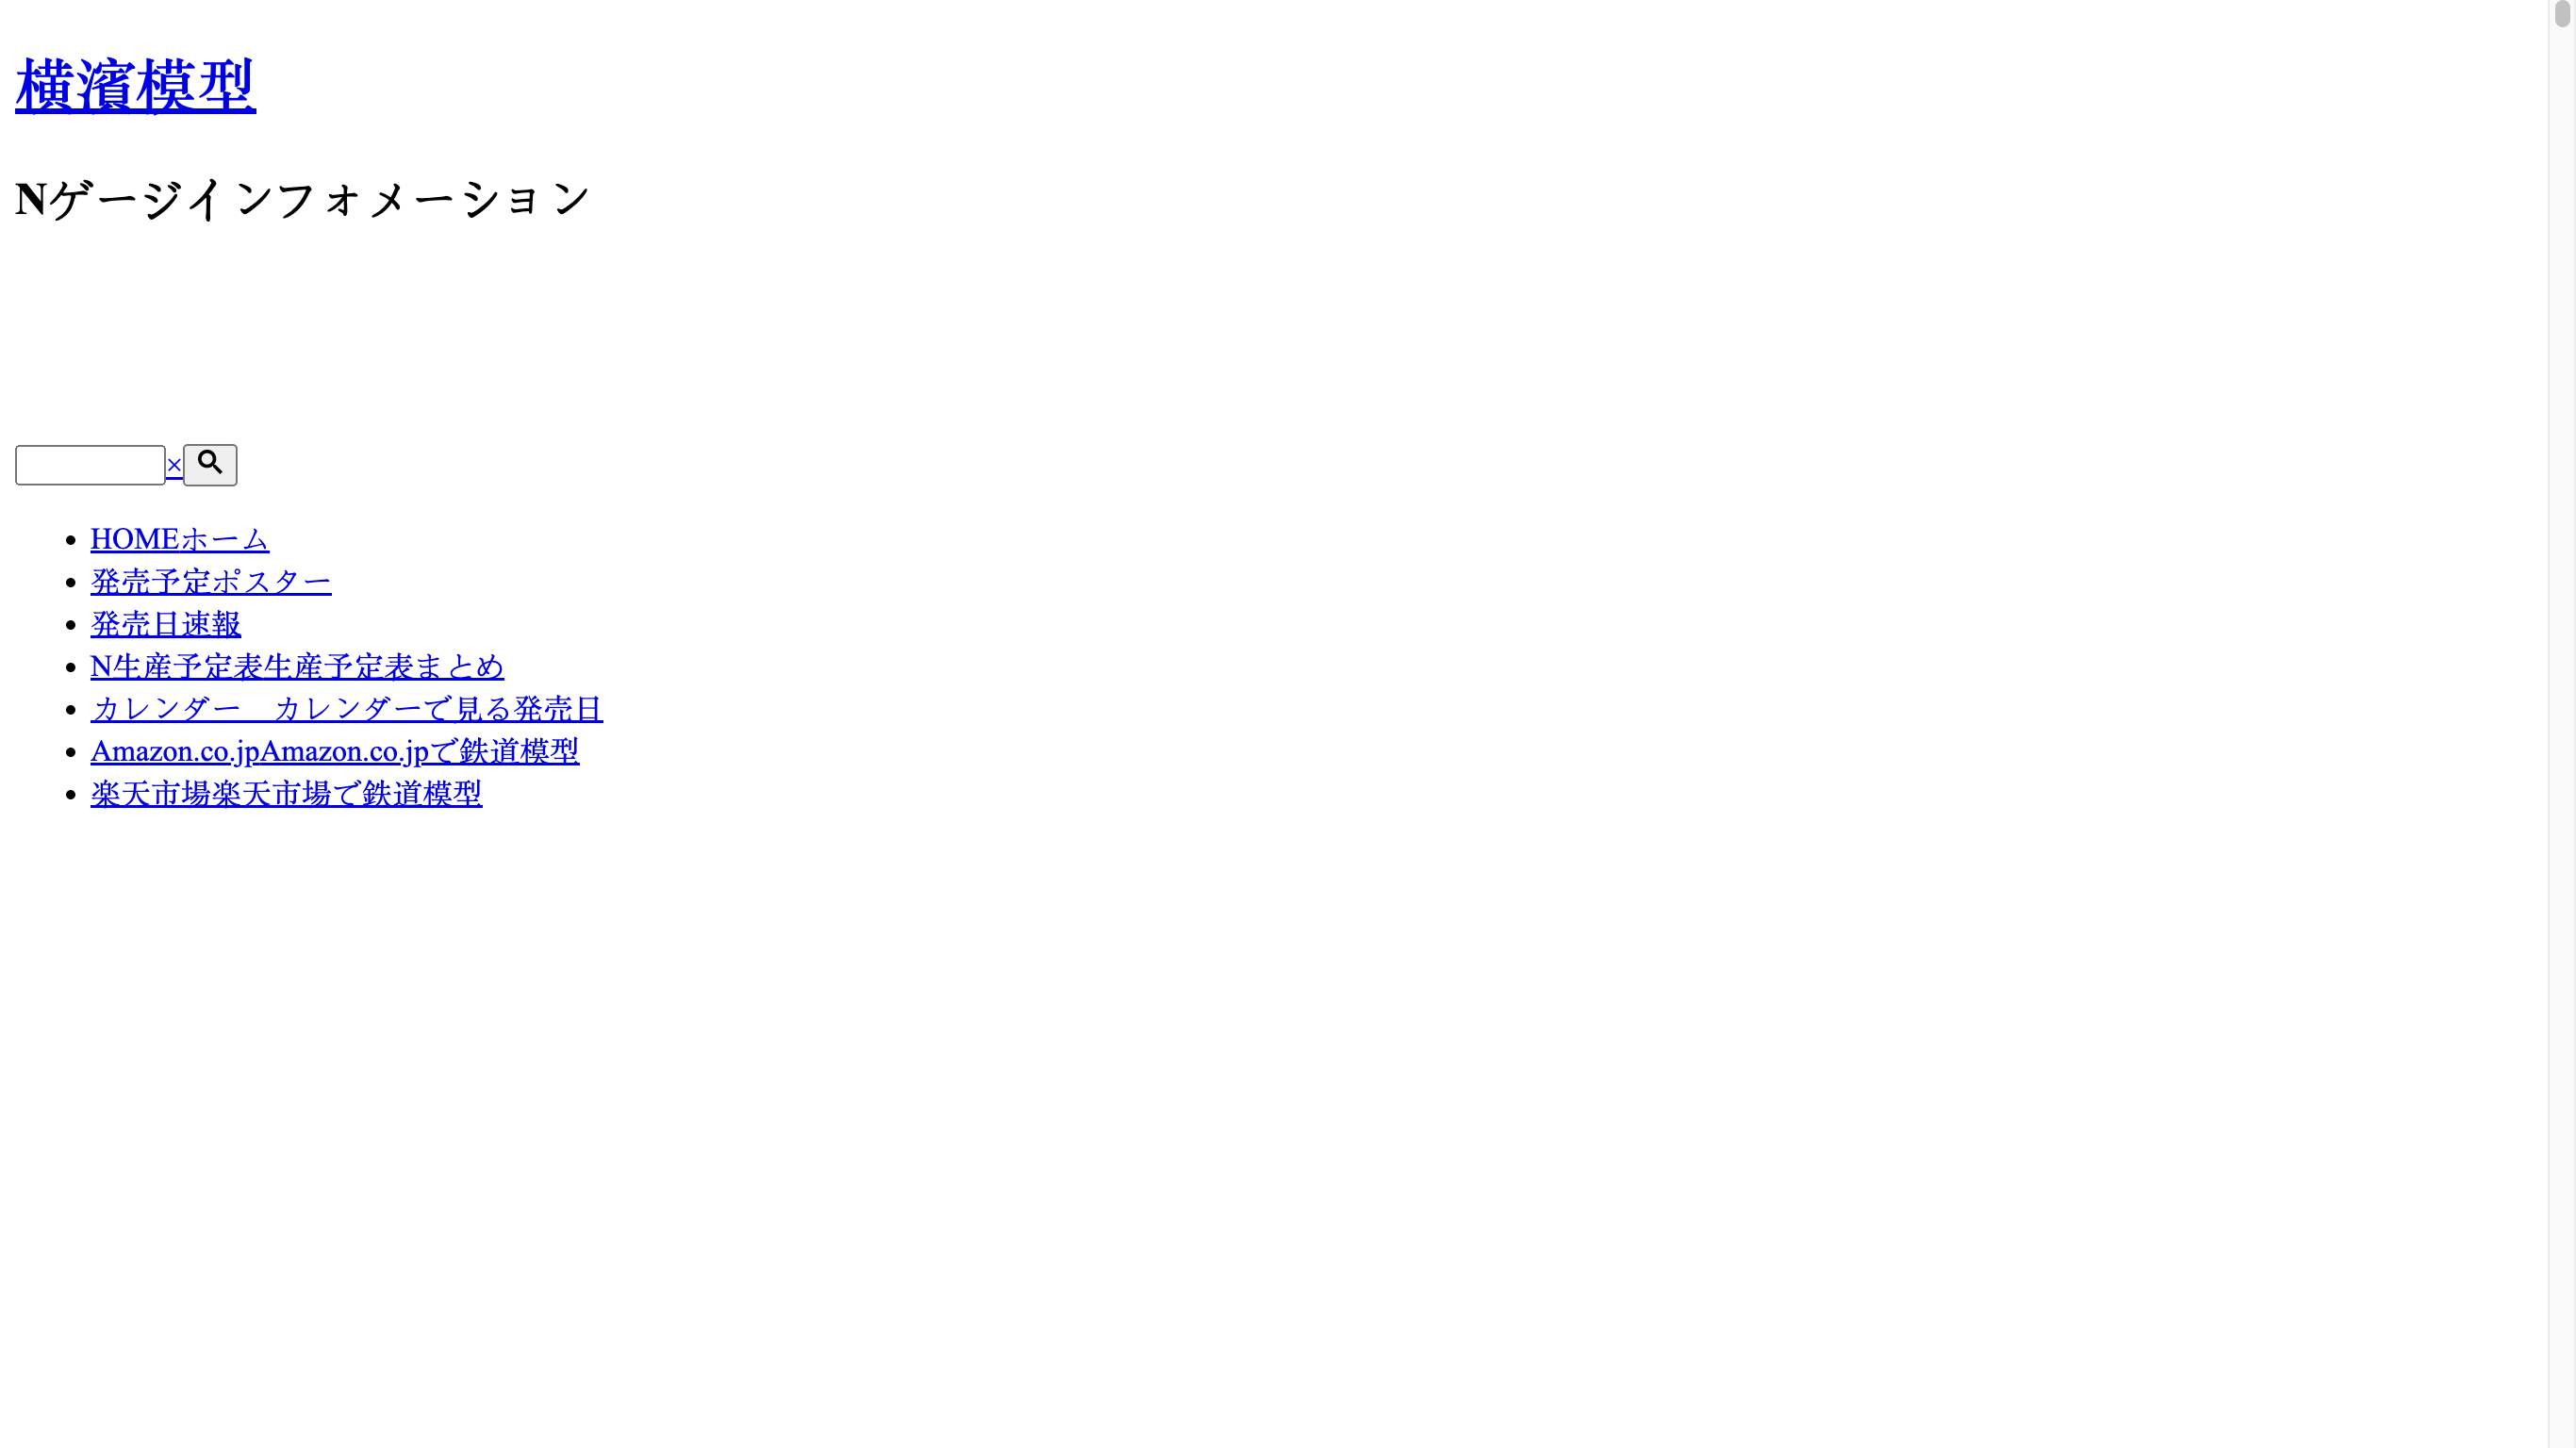 横濱模型
Nゲージインフォメーション
×
HOMEホーム
発売予定ポスター
発売日速報
N生産予定表生産予定表まとめ
カレンダー　カレンダーで見る発売日
Amazon.co.jpAmazon.co.jpで鉄道模型
楽天市場楽天市場で鉄道模型